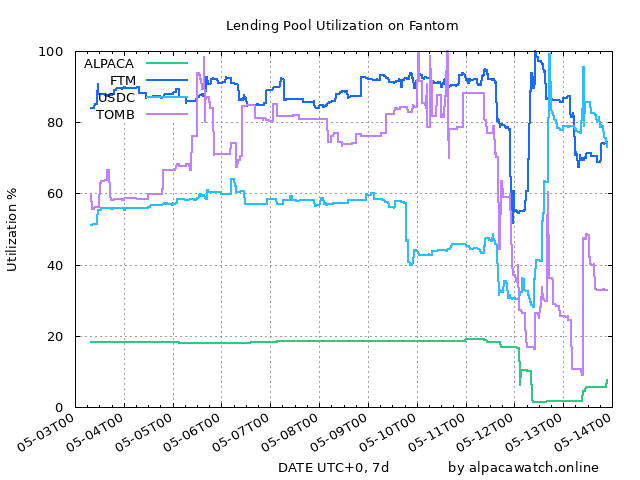 Lending Pool Utilization on Fantom
ALPACA
FTM
USDC
TOMB
Utilization %
100
80
60
40
20
0
05-03T00
05-04T00
05-05T00
05-06T00
05-07T00
05-08T00
05-09T00
05-10T00
05-11T00
05-12T00
05-13T00
05-14T00
DATE UTC+0, 7d
by alpacawatch.online